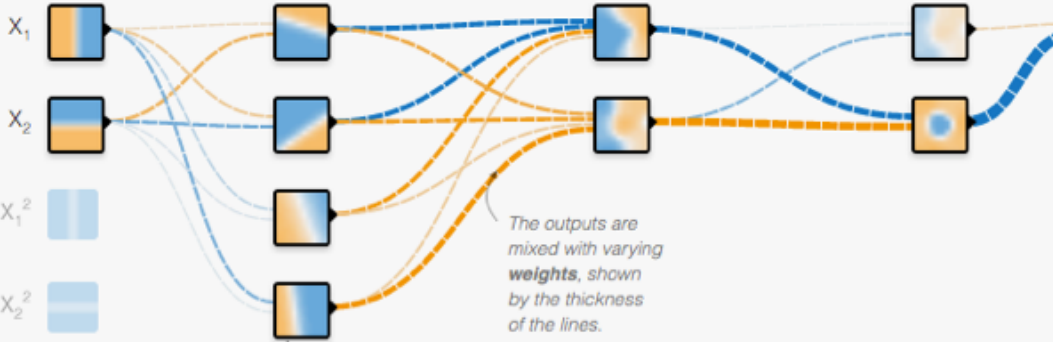 X₁
X₂
X₁²
X₂²
The outputs are
mixed with varying
weights, shown
by the thickness
of the lines.